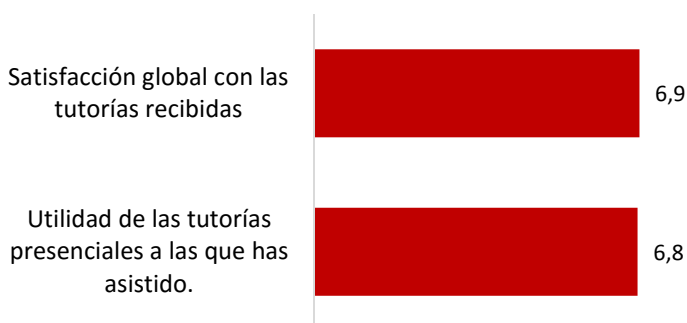 Satisfacción global con las
tutorías recibidas
6,9
Utilidad de las tutorías
presenciales a las que has
asistido.
6,8